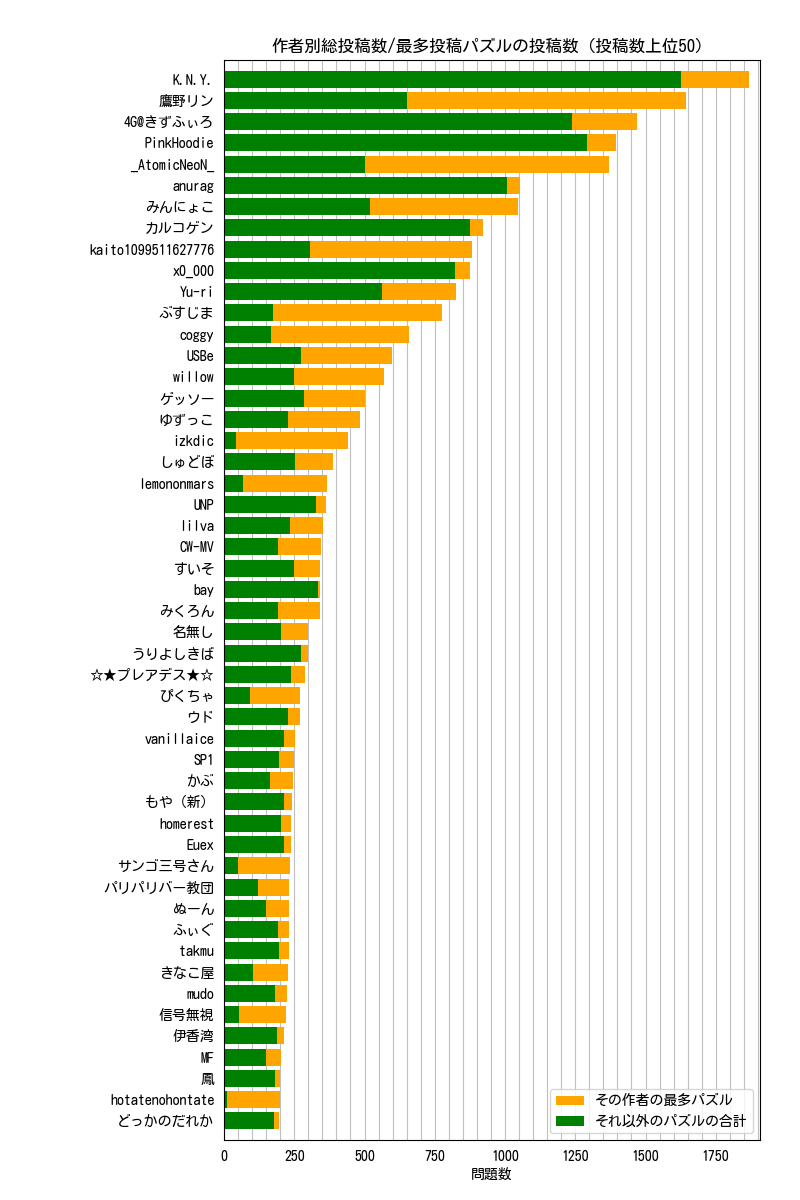 作者別総投稿数/最多投稿パズルの投稿数 (投稿数上位50)
K.N.Y.
鷹野リン
4G@きずふぃろ
PinkHoodie
_AtomicNeoN_
anurag
みんにょこ
カルコゲン
kaito1099511627776
x0_000
Yu-ri
ぶすじま
coggy
USBe
willow
ゲッソー
ゆずっこ
izkdic
しゅどぼ
lemononmars
UNP
lilva
CW-MV
すいそ
bay
みくろん
名無し
うりよしきば
☆★プレアデス★☆
ぴくちゃ
ウド
vanillaice
SP1
かぶ
もや（新）
homerest
Euex
サンゴ三号さん
パリパリバー教団
ぬーん
ふぃぐ
takmu
きなこ屋
mudo
信号無視
伊香湾
MF
鳳
hotatenohontate
どっかのだれか
その作者の最多パズル
それ以外のパズルの合計
0 250 500 750 1000 1250 1500 1750
問題数